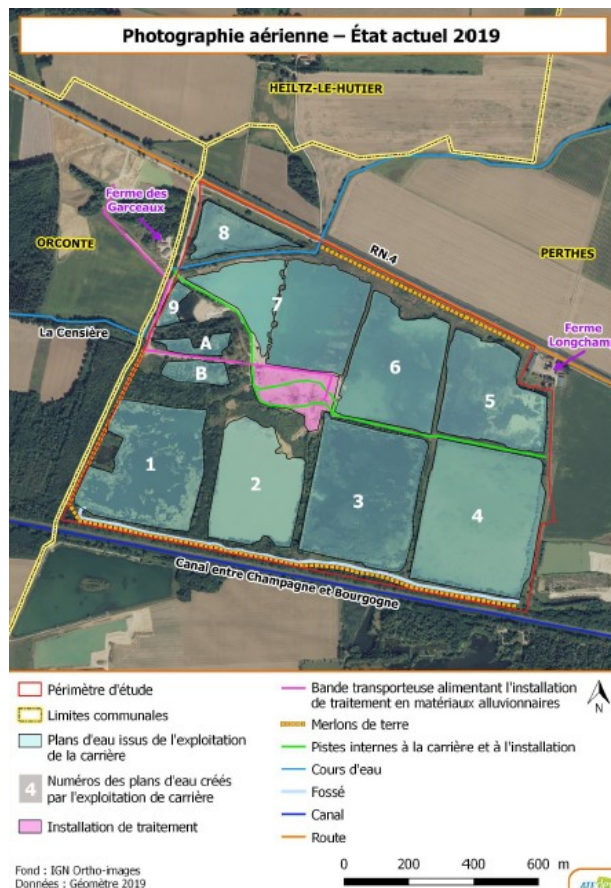 Photographie aérienne – État actuel 2019
HEILTZ-LE-HUTIER
Ferme des
Garceaux
ORCONTE
8
RN.4
PERTHES
La Censière
9
7
Ferme
Longchamp
A
B
6
5
1
2
3
4
Canal entre Champagne et Bourgogne
Périmètre d'étude
Limites communales
Plans d'eau issus de l'exploitation
de la carrière
4
Numéros des plans d'eau créés
par l'exploitation de carrière
Installation de traitement
Bande transporteuse alimentant l'installation
de traitement en matériaux alluvionnaires
N
Merlons de terre
Pistes internes à la carrière et à l'installation
Cours d'eau
Fossé
Canal
Route
Fond : IGN Ortho-images
Données : Géomètre 2019
0 200 400 600 m